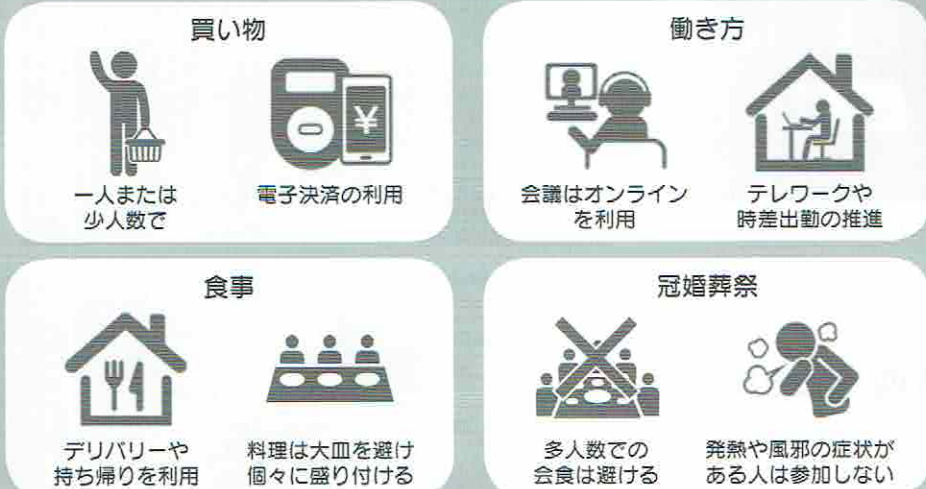 買い物
一人または
少人数で
電子決済の利用
働き方
会議はオンライン
を利用
テレワークや
時差出勤の推進
食事
デリバリーや
持ち帰りを利用
料理は大皿を避け
個々に盛り付ける
冠婚葬祭
多人数での
会食は避ける
発熱や風邪の症状が
ある人は参加しない